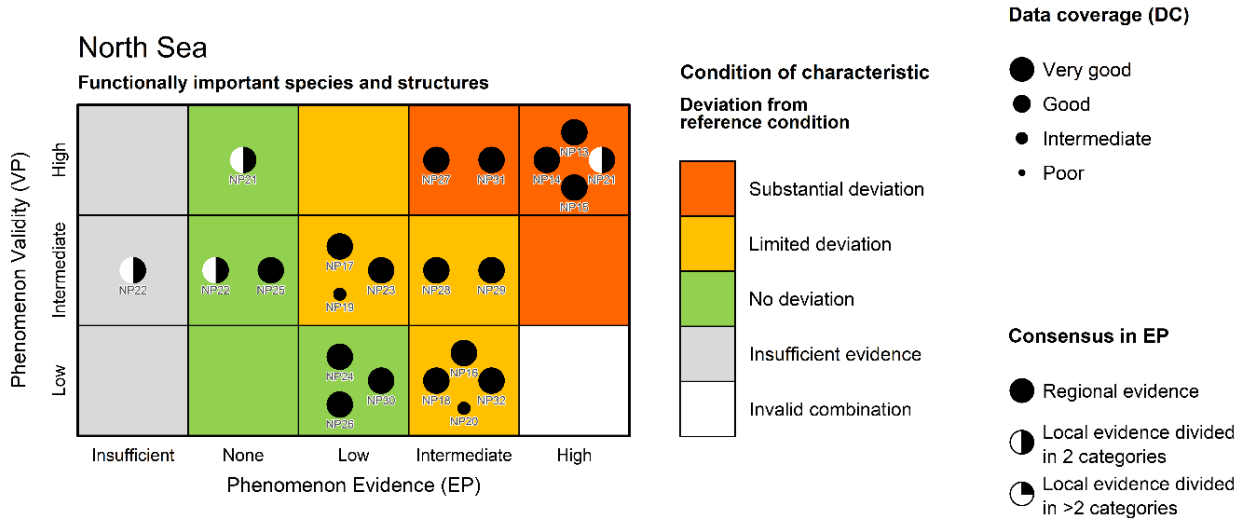 North Sea
Functionally important species and structures
Phenomenon Validity (VP)
High
Intermediate
Low
NP21
NP27
NP31
NP13
NP14
NP21
NP15
NP22
NP22
NP25
NP17
NP23
NP19
NP28
NP29
NP24
NP30
NP26
NP16
NP18
NP32
NP20
Insufficient
None
Low
Intermediate
High
Phenomenon Evidence (EP)
Condition of characteristic
Deviation from
reference condition
Substantial deviation
Limited deviation
No deviation
Insufficient evidence
Invalid combination
Data coverage (DC)
Very good
Good
Intermediate
Poor
Consensus in EP
Regional evidence
Local evidence divided
in 2 categories
Local evidence divided
in >2 categories